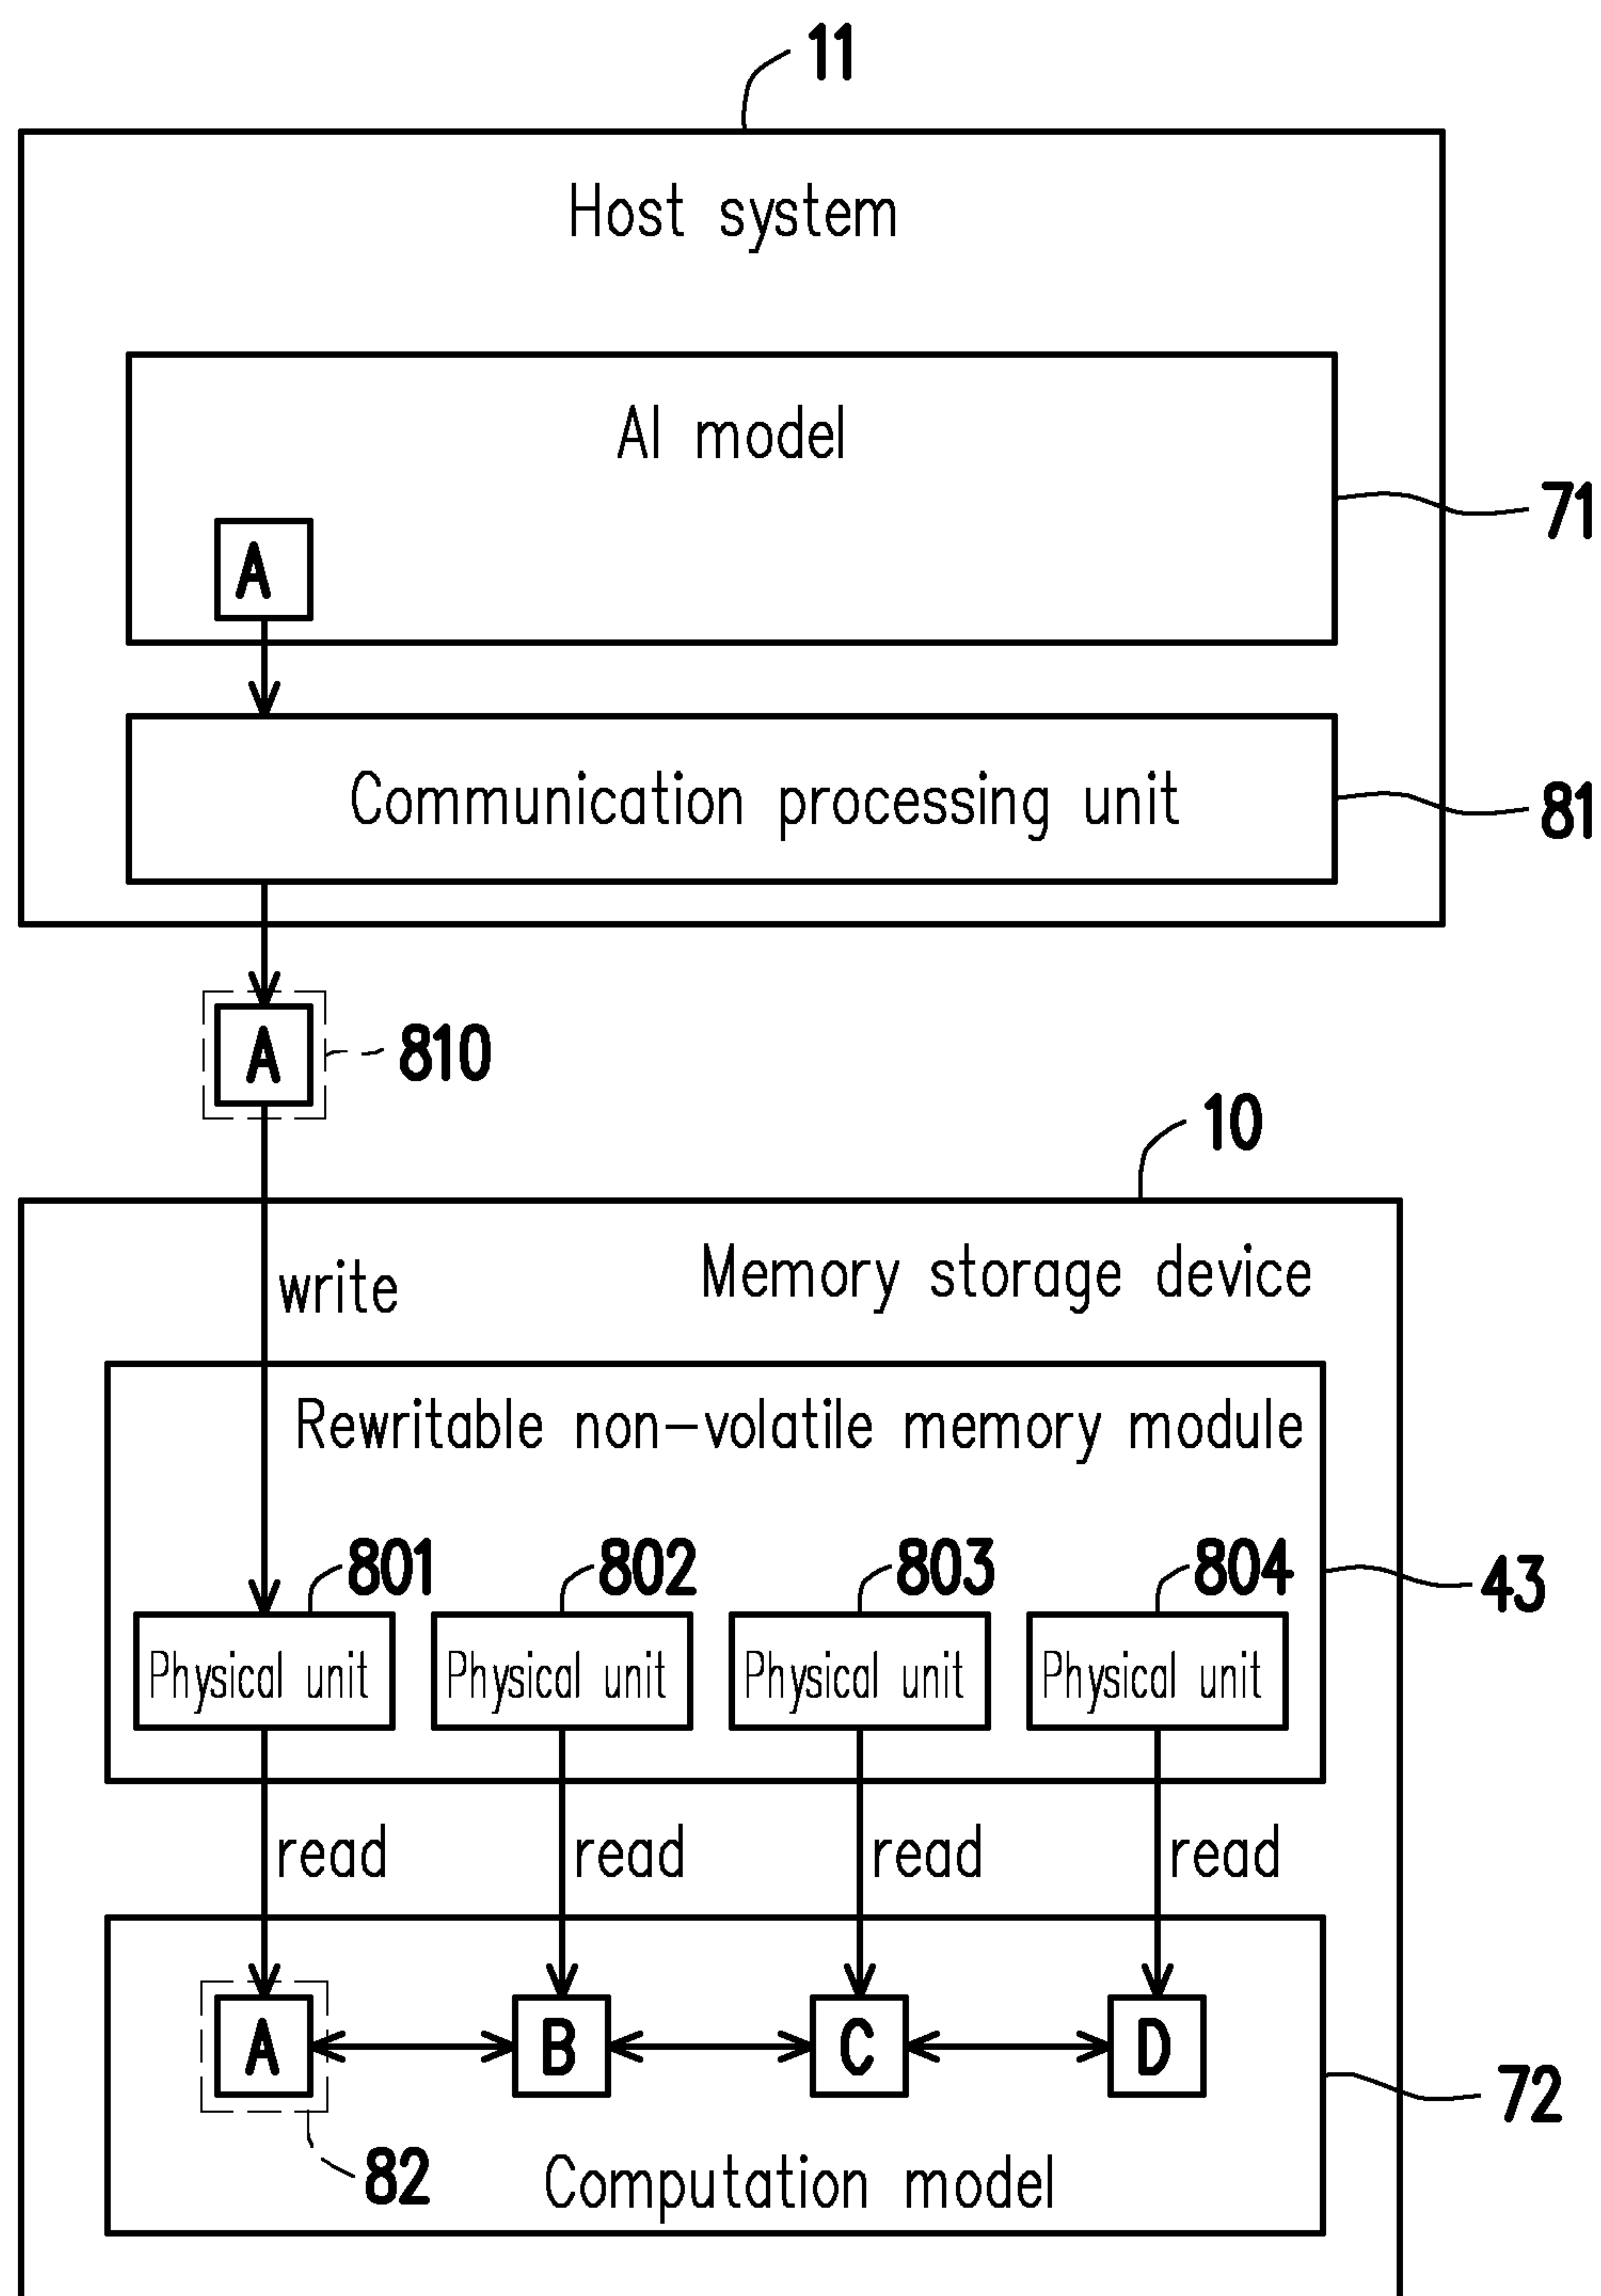 11
Host system
AI model
71
A
Communication processing unit
81
A
810
10
Memory storage device
write
Rewritable non-volatile memory module
801
802
803
804
43
Physical unit
Physical unit
Physical unit
Physical unit
read
read
read
read
A
B
C
D
72
82
Computation model